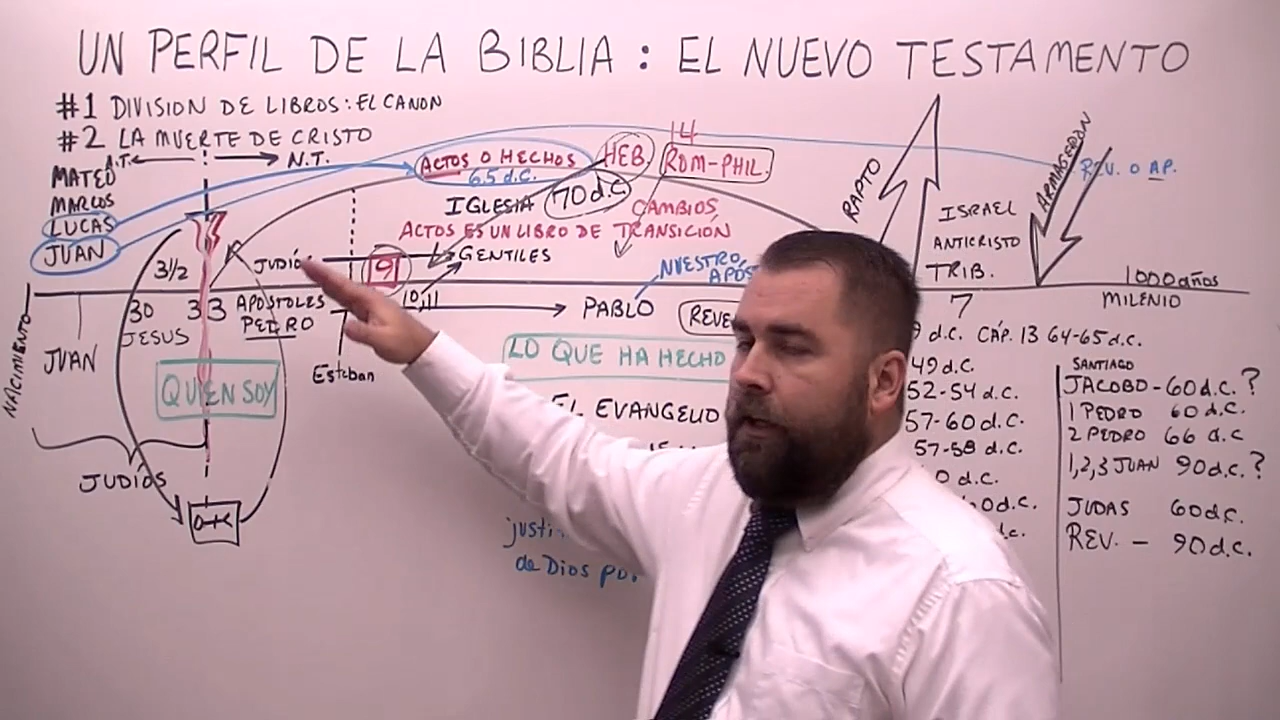 UN PERFIL DE LA BIBLIA : EL NUEVO TESTAMENTO
#1 DIVISION DE LIBROS: EL CANON
#2 LA MUERTE DE CRISTO
A.T. N.T.
MATEO
MARCOS
LUCAS
JUAN
ACTOS O HECHOS
65 d.C.
HEB.
14
ROM-PHIL.
REV. O AP.
IGLESIA
70 d.C
CAMBIOS
ACTOS ES UN LIBRO DE TRANSICIÓN
JUDIOS
GENTILES
10,11
NUESTRO
PABLO
RAPTO
ISRAEL
ANTICRISTO
TRIB.
7
ARMAGEDON
1000 años
MILENIO
NACIMIENTO
JUAN
3 1/2
30
JESUS
33
APOSTOLES
PEDRO
Esteban
QUIEN SOY
JUDIOS
LO QUE HA HECHO
EL EVANGELIO
de Dios
d.C. CÁP. 13 64-65 d.C.
49 d.C.
52-54 d.C.
57-60 d.C.
57-58 d.C.
d.C.
SANTIAGO
JACOBO - 60 d.C.?
1 PEDRO 60 d.C.
2 PEDRO 66 d.C
1,2,3 JUAN 90 d.C.?
JUDAS 60 d.C.
REV. - 90 d.C.